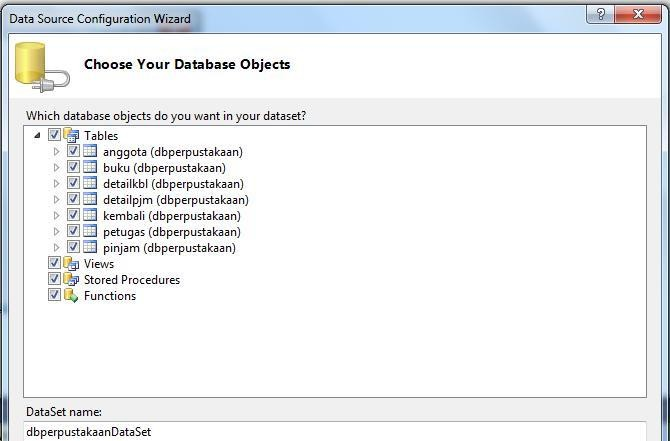 Data Source Configuration Wizard
?
x
Choose Your Database Objects
Which database objects do you want in your dataset?
Tables
anggota (dbperpustakaan)
buku (dbperpustakaan)
detailkbl (dbperpustakaan)
detailpjm (dbperpustakaan)
kembali (dbperpustakaan)
petugas (dbperpustakaan)
pinjam (dbperpustakaan)
Views
Stored Procedures
Functions
DataSet name:
dbperpustakaanDataSet